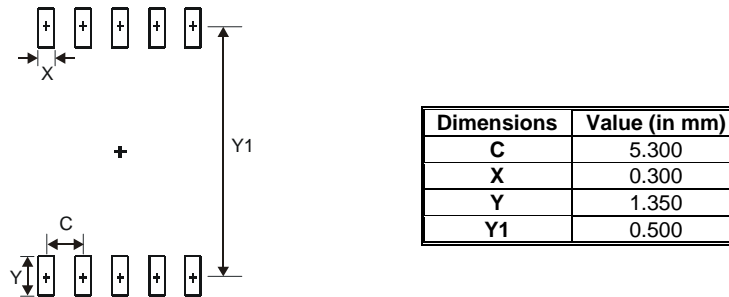 X
Y1
C
Y
Dimensions Value (in mm)
C 5.300
X 0.300
Y 1.350
Y1 0.500